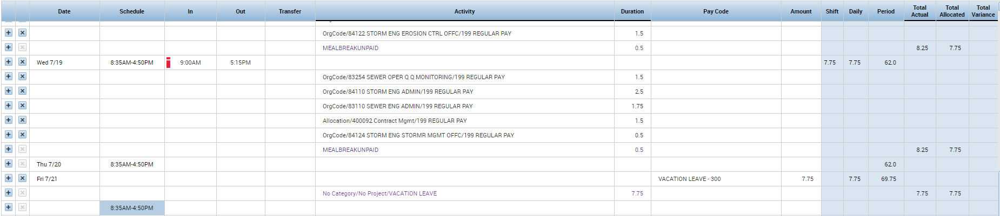 Date Schedule In Out Transfer Activity Duration Pay Code Amount Shift Daily Period Total Actual Total Allocated Total Variance
OrgCode/84122 STORM ENG EROSION CTRL OFFC/199 REGULAR PAY 1.5
MEALBREAKUNPAID 0.5 8.25 7.75
Wed 7/19 8:35AM-4:50PM 9:00AM 5:15PM 7.75 7.75 62.0
OrgCode/83254 SEWER OPER Q Q MONITORING/199 REGULAR PAY 1.5
OrgCode/84110 STORM ENG ADMIN/199 REGULAR PAY 2.5
OrgCode/83110 SEWER ENG ADMIN/199 REGULAR PAY 1.75
Allocation/400092 Contract Mgmt/199 REGULAR PAY 1.5
OrgCode/84124 STORM ENG STORMR MGMT OFFC/199 REGULAR PAY 0.5
MEALBREAKUNPAID 0.5 8.25 7.75
Thu 7/20 8:35AM-4:50PM 62.0
Fri 7/21 VACATION LEAVE - 300 7.75 7.75 69.75
No Category/No Project/VACATION LEAVE 7.75 7.75 7.75
8:35AM-4:50PM